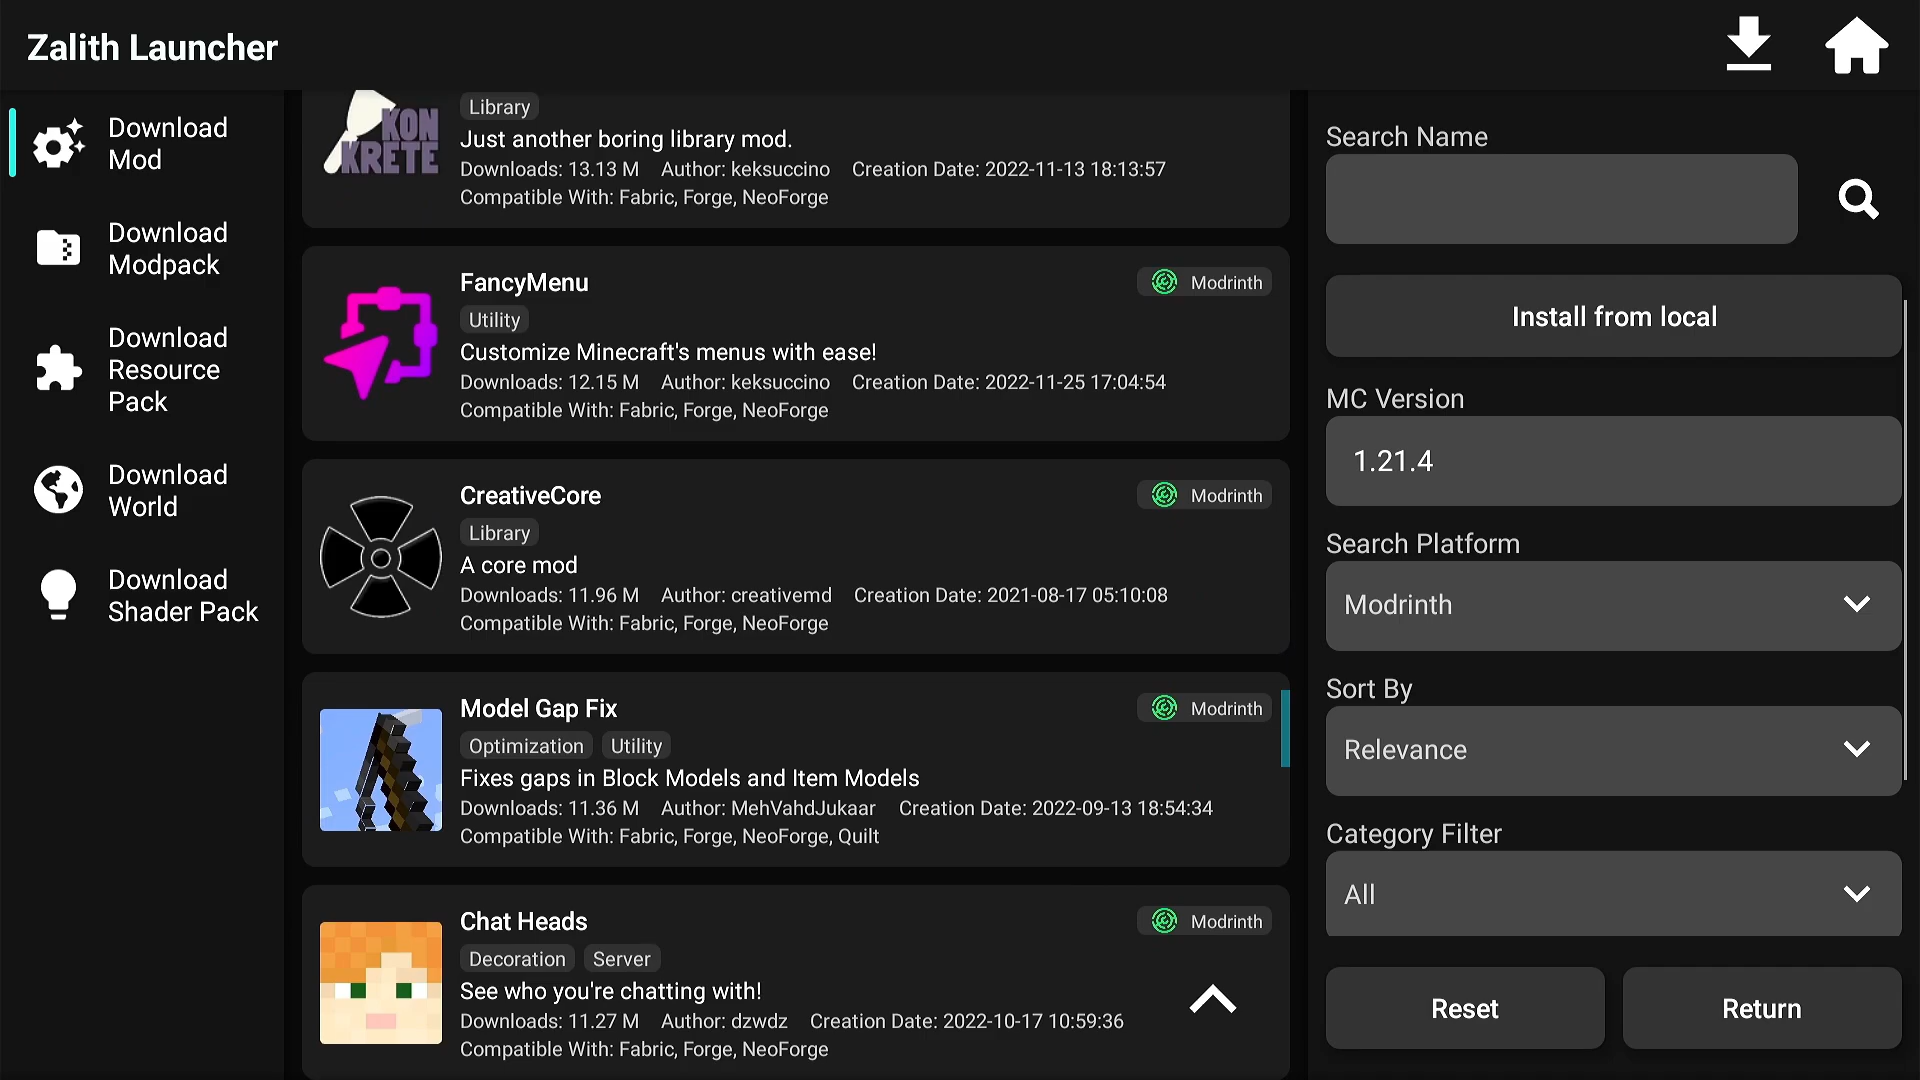 Zalith Launcher
Download
Mod
Download
Modpack
Download
Resource
Pack
Download
World
Download
Shader Pack
KON
KRETE
Library
Just another boring library mod.
Downloads: 13.13 M Author: keksuccino Creation Date: 2022-11-13 18:13:57
Compatible With: Fabric, Forge, NeoForge
FancyMenu
Modrinth
Utility
Customize Minecraft's menus with ease!
Downloads: 12.15 M Author: keksuccino Creation Date: 2022-11-25 17:04:54
Compatible With: Fabric, Forge, NeoForge
CreativeCore
Modrinth
Library
A core mod
Downloads: 11.96 M Author: creativemd Creation Date: 2021-08-17 05:10:08
Compatible With: Fabric, Forge, NeoForge
Model Gap Fix
Modrinth
Optimization Utility
Fixes gaps in Block Models and Item Models
Downloads: 11.36 M Author: MehVahdJukaar Creation Date: 2022-09-13 18:54:34
Compatible With: Fabric, Forge, NeoForge, Quilt
Chat Heads
Modrinth
Decoration Server
See who you're chatting with!
Downloads: 11.27 M Author: dzwdz Creation Date: 2022-10-17 10:59:36
Compatible With: Fabric, Forge, NeoForge
Search Name
Install from local
MC Version
1.21.4
Search Platform
Modrinth
Sort By
Relevance
Category Filter
All
Reset
Return